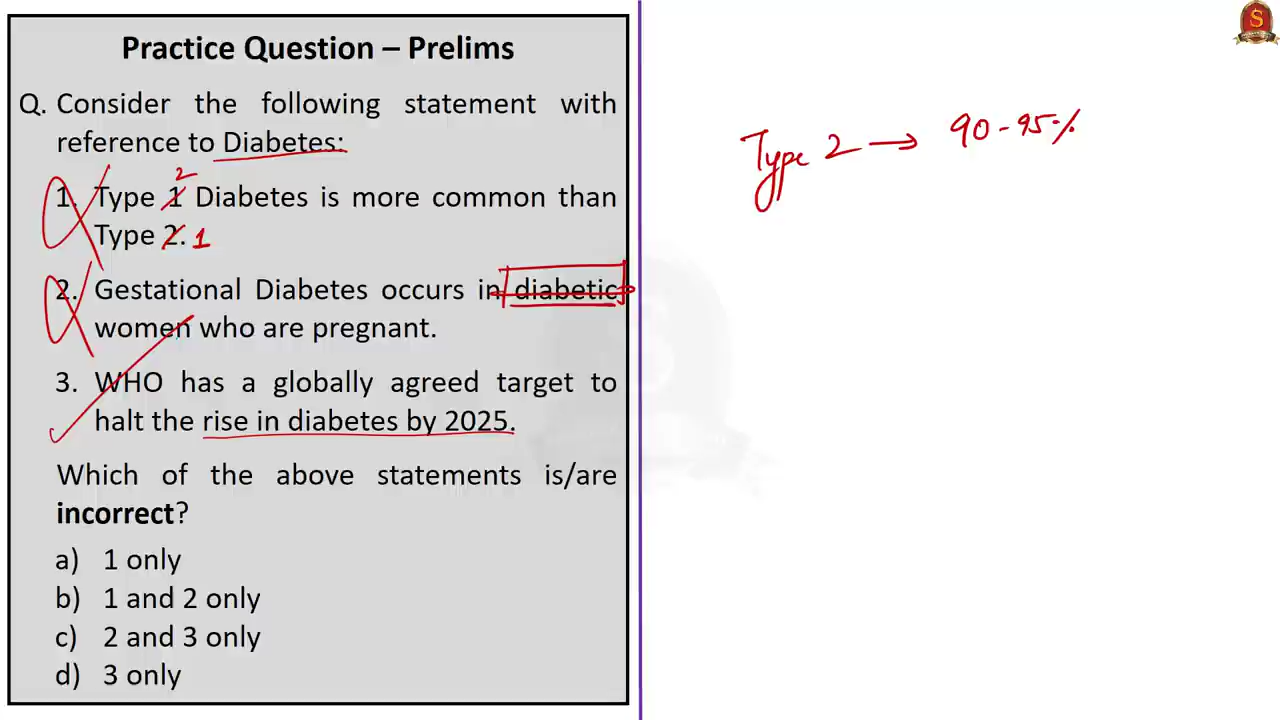 Practice Question – Prelims
Q. Consider the following statement with
reference to Diabetes:
2
1. Type 1 Diabetes is more common than
Type 2. 1
2. Gestational Diabetes occurs in diabetic
women who are pregnant.
3. WHO has a globally agreed target to
halt the rise in diabetes by 2025.
Which of the above statements is/are
incorrect?
a) 1 only
b) 1 and 2 only
c) 2 and 3 only
d) 3 only
Type 2 → 90-95%
S